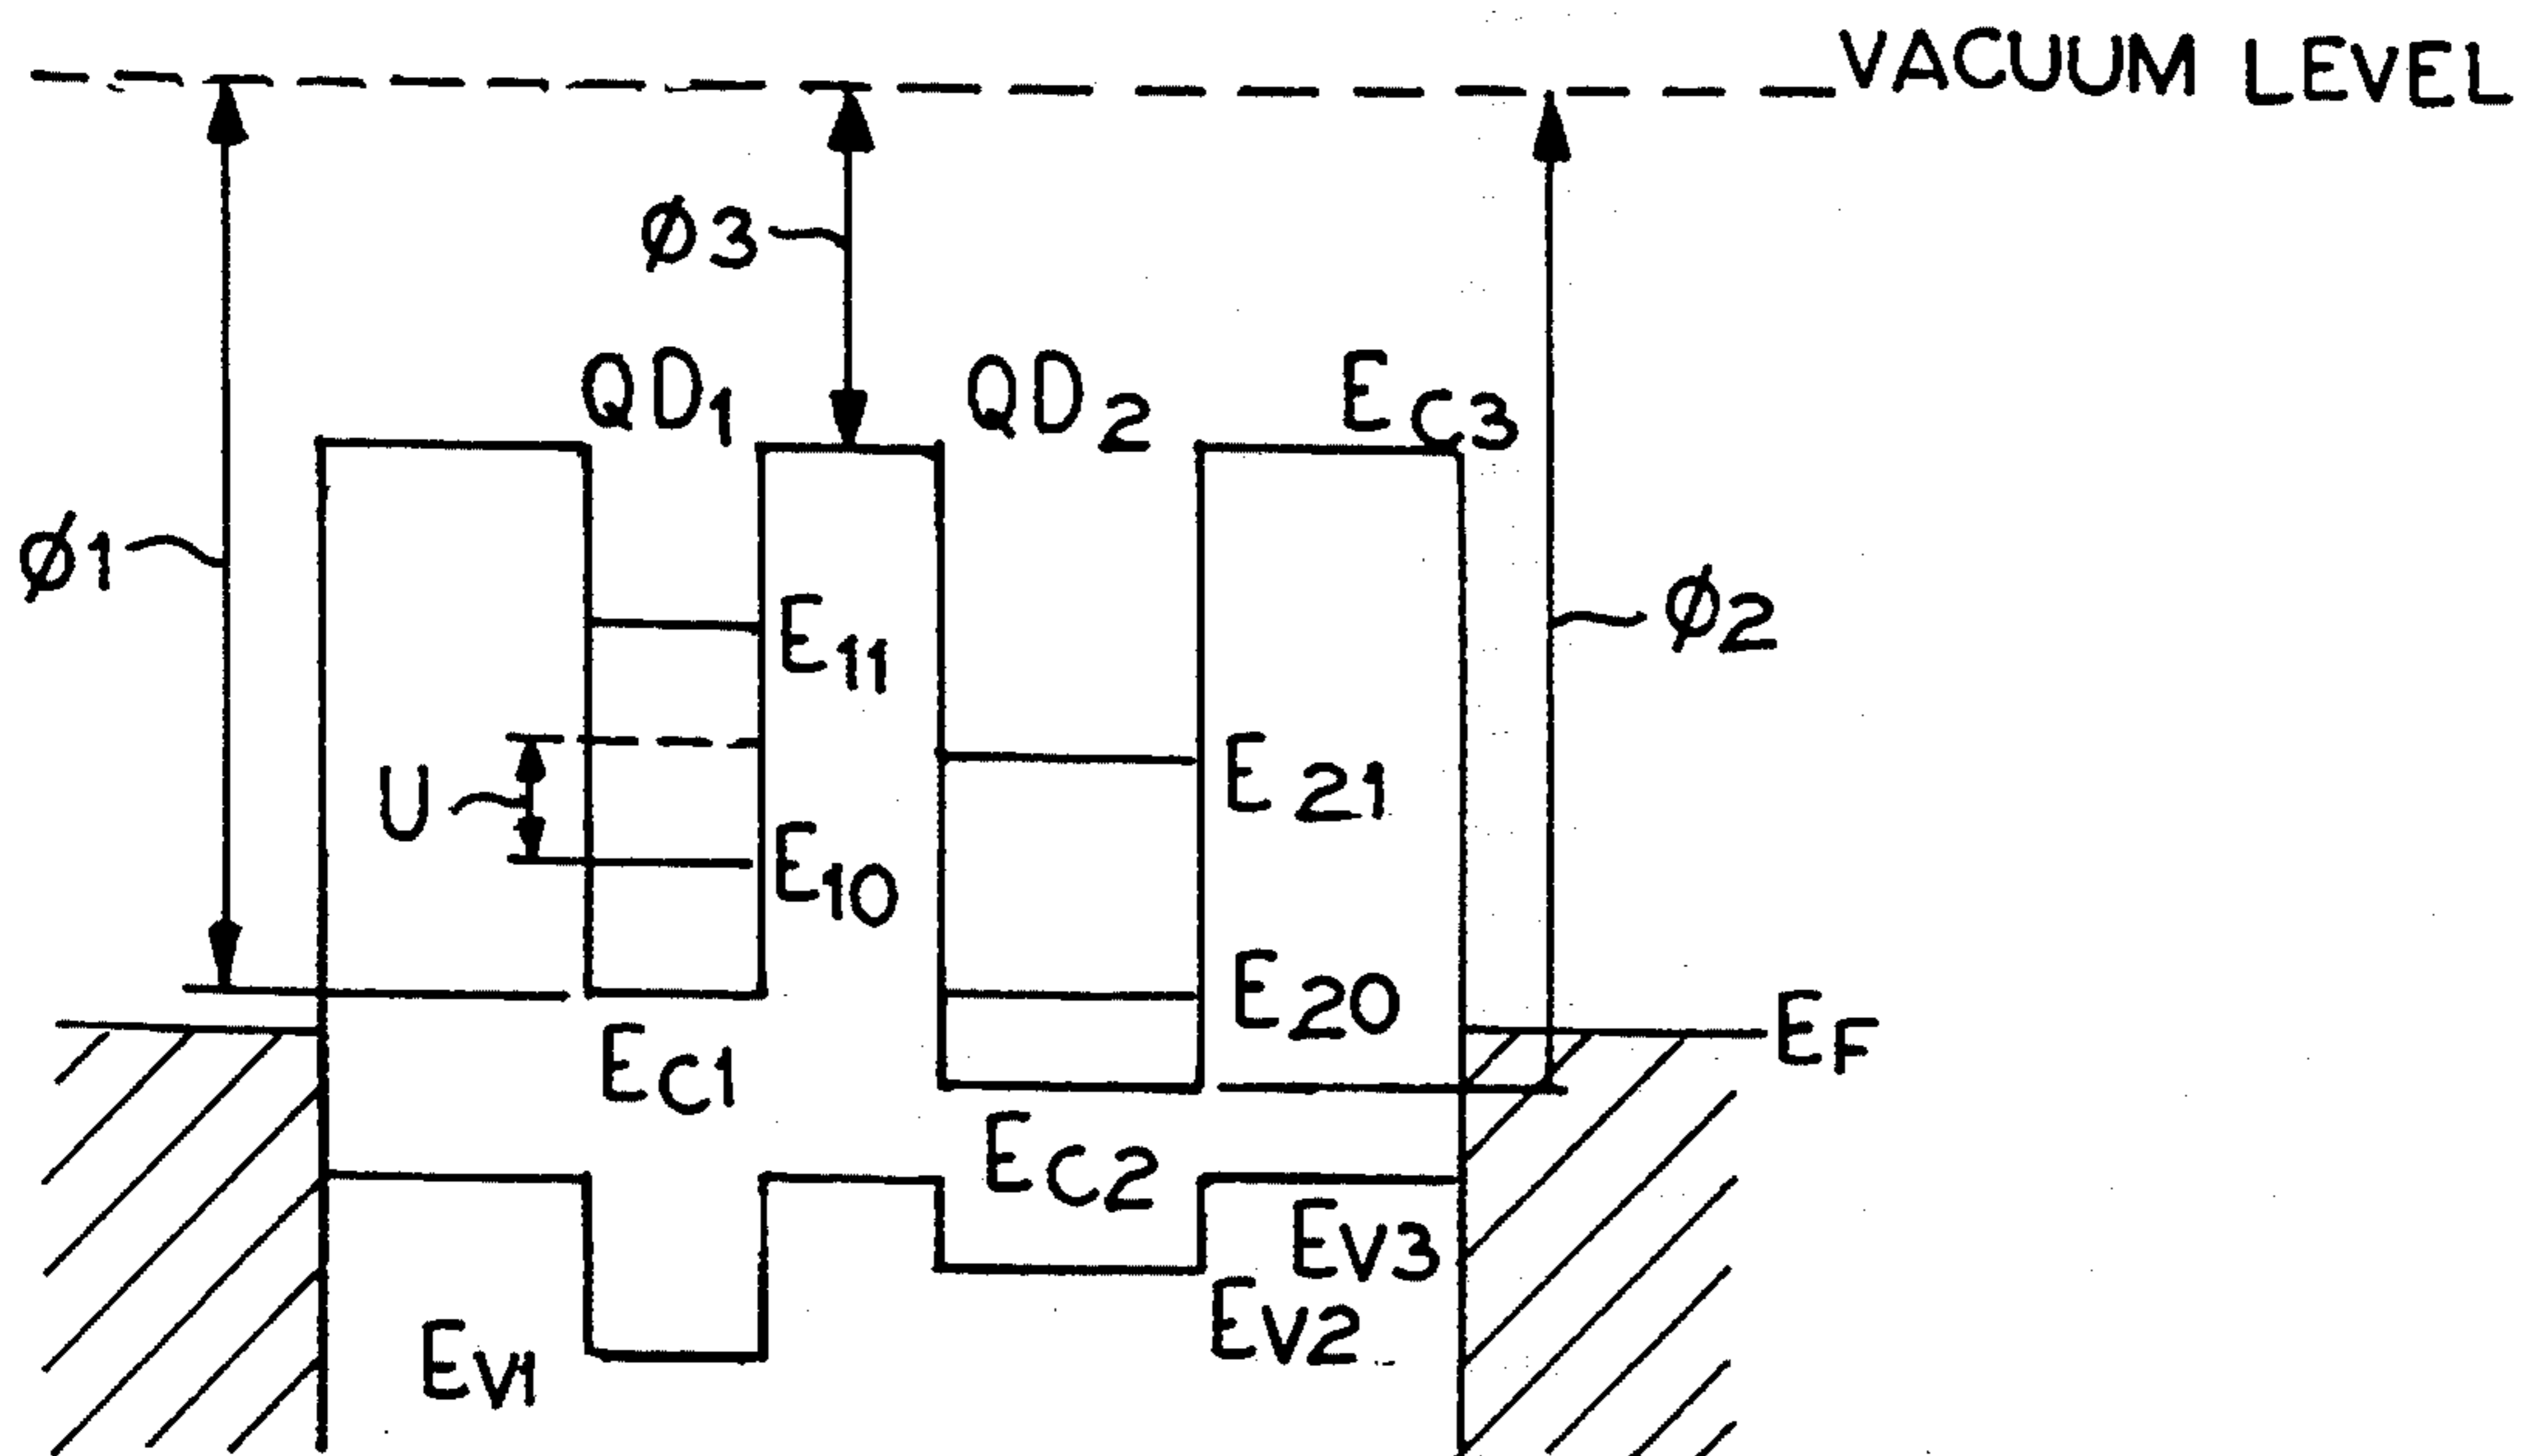 VACUUM LEVEL
ø3
QD1
QD2
EC3
ø1
ø2
E11
U
E21
E10
E20
EF
EC1
EC2
EV3
EV2
EV1